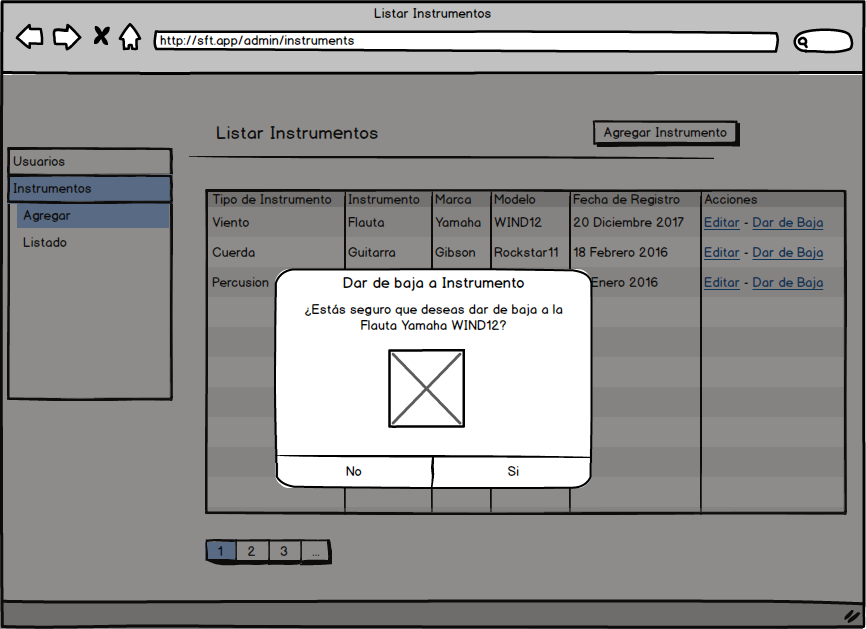 Listar Instrumentos
http://sft.app/admin/instruments
Listar Instrumentos
Agregar Instrumento
Usuarios
Instrumentos
Agregar
Listado
Tipo de Instrumento Instrumento Marca Modelo Fecha de Registro Acciones
Viento Flauta Yamaha WIND12 20 Diciembre 2017 Editar - Dar de Baja
Cuerda Guitarra Gibson Rockstar11 18 Febrero 2016 Editar - Dar de Baja
Percusion Enero 2016 Editar - Dar de Baja
Dar de baja a Instrumento
¿Estás seguro que deseas dar de baja a la
Flauta Yamaha WIND12?
No Si
1 2 3 ...